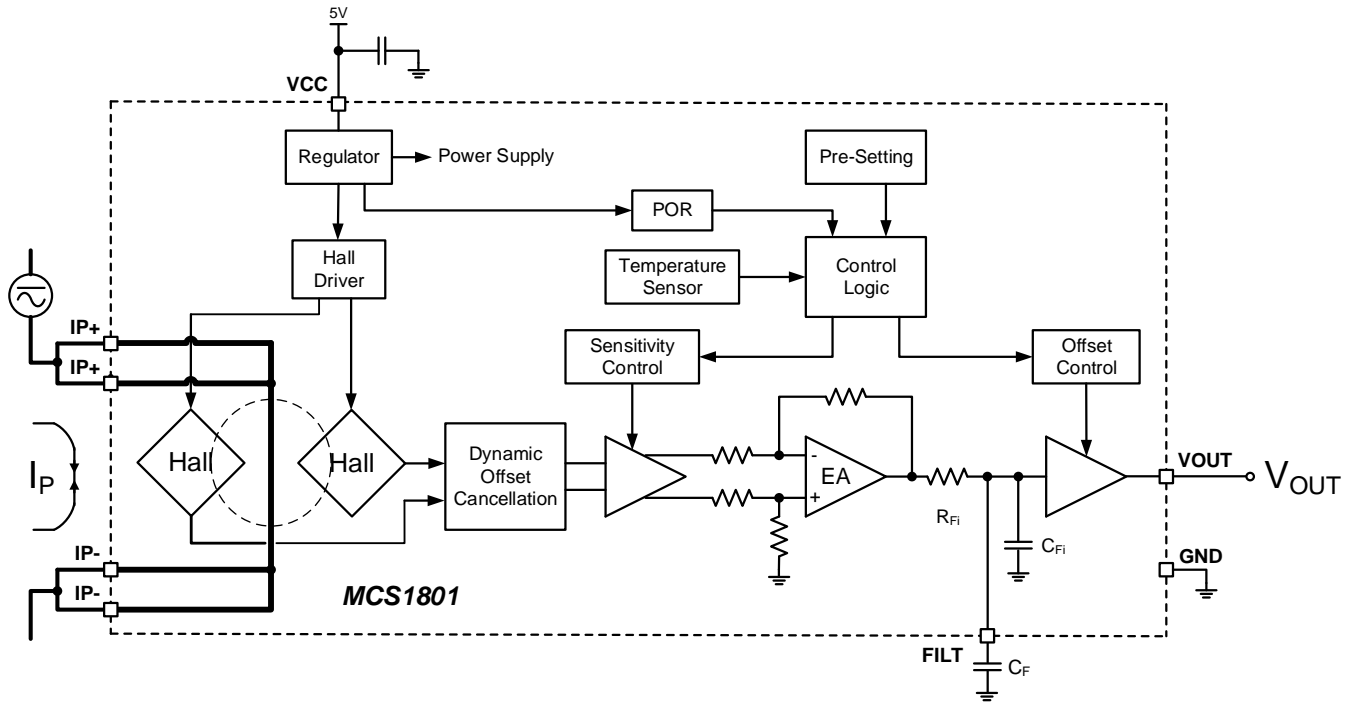 5V
VCC
Regulator
Power Supply
Pre-Setting
POR
Hall
Driver
Temperature
Sensor
Control
Logic
IP+
IP+
Sensitivity
Control
Offset
Control
Hall
Hall
Dynamic
Offset
Cancellation
-
EA
+
IP
RFi
CFi
VOUT
VOUT
IP-
IP-
MCS1801
GND
FILT
CF